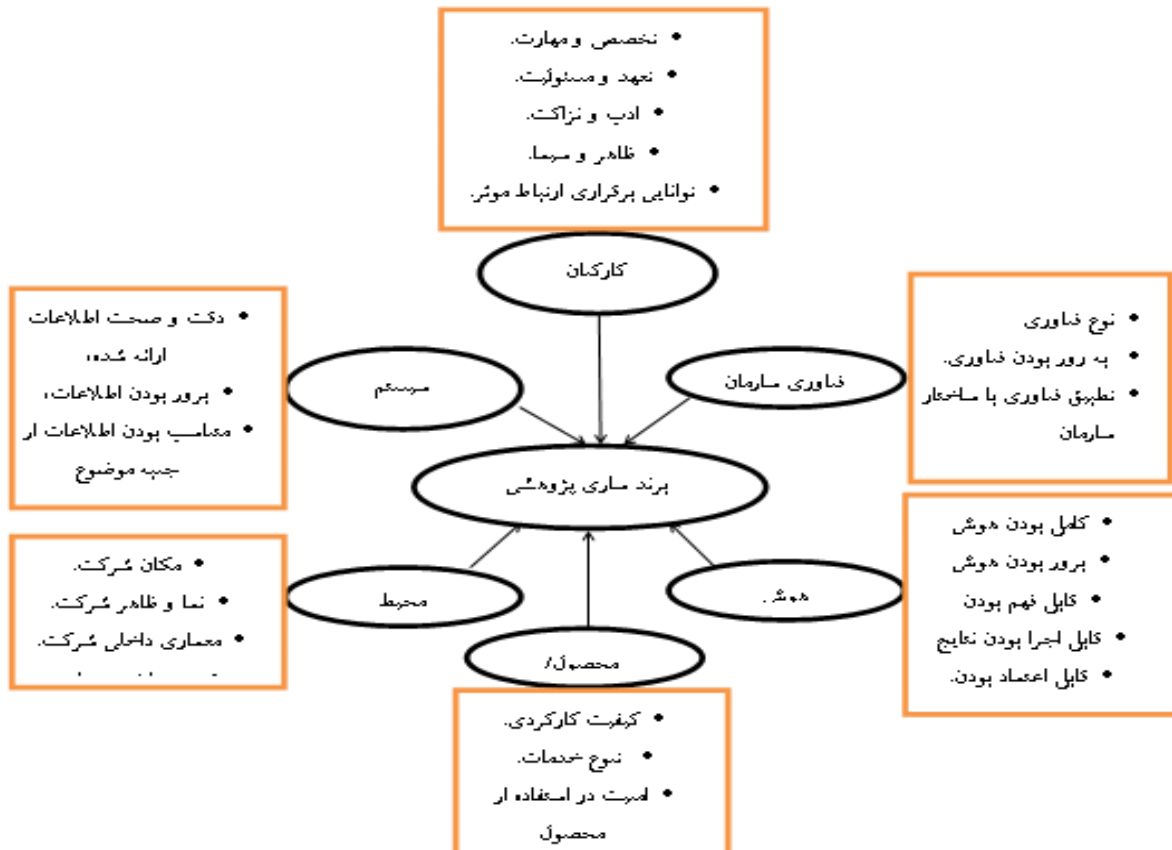 تخصص و مهارت.
تعهد و مسئولیت.
ادب و نزاکت.
ظاهر و سیما.
توانایی برقراری ارتباط موثر.
کارکنان
نوع فناوری
به روز بودن فناوری.
تطبیق فناوری با ساختار
سازمان
فناوری سازمان
دقت و صحت اطلاعات
ارائه شده،
بروز بودن اطلاعات،
مناسب بودن اطلاعات از
جنبه موضوع
سیستم
برند سازی پژوهشی
کامل بودن هوش
بروز بودن هوش
قابل فهم بودن
قابل اجرا بودن نتایج
قابل اعتماد بودن.
هوش
مکان شرکت.
نما و ظاهر شرکت.
معماری داخلی شرکت.
محیط
محصول/
کیفیت کارکردی.
تنوع خدمات.
امنیت در استفاده از
محصول